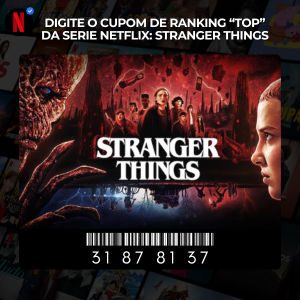 N
DIGITE O CUPOM DE RANKING “TOP”
DA SERIE NETFLIX: STRANGER THINGS
STRANGER
THINGS
31 87 81 37